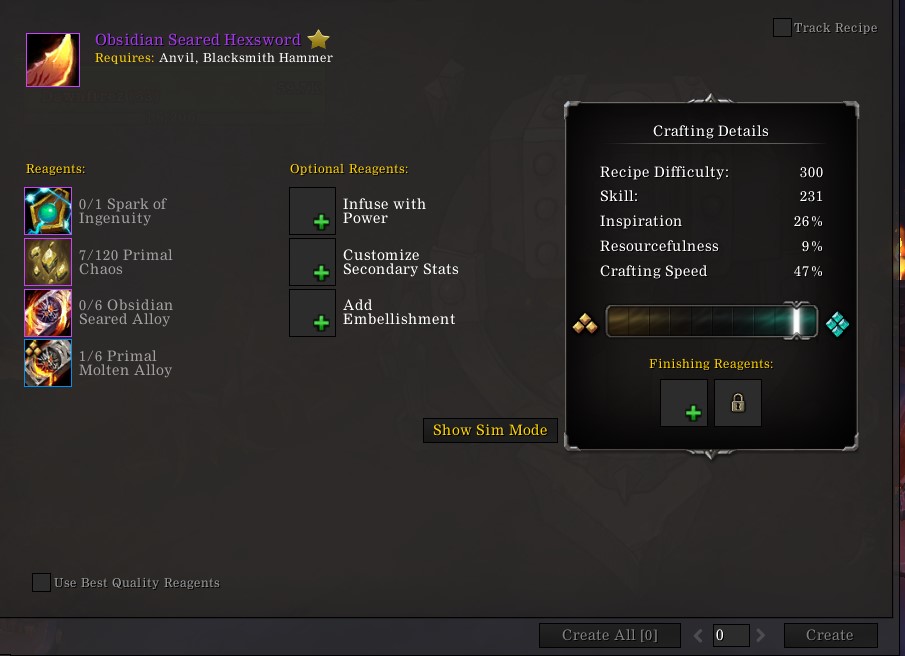 Obsidian Seared Hexsword
Requires: Anvil, Blacksmith Hammer
Track Recipe
Reagents:
0/1 Spark of
Ingenuity
7/120 Primal
Chaos
0/6 Obsidian
Seared Alloy
1/6 Primal
Molten Alloy
Optional Reagents:
Infuse with
Power
Customize
Secondary Stats
Add
Embellishment
Crafting Details
Recipe Difficulty: 300
Skill: 231
Inspiration 26%
Resourcefulness 9%
Crafting Speed 47%
Finishing Reagents:
Show Sim Mode
Use Best Quality Reagents
Create All [0]
0
Create